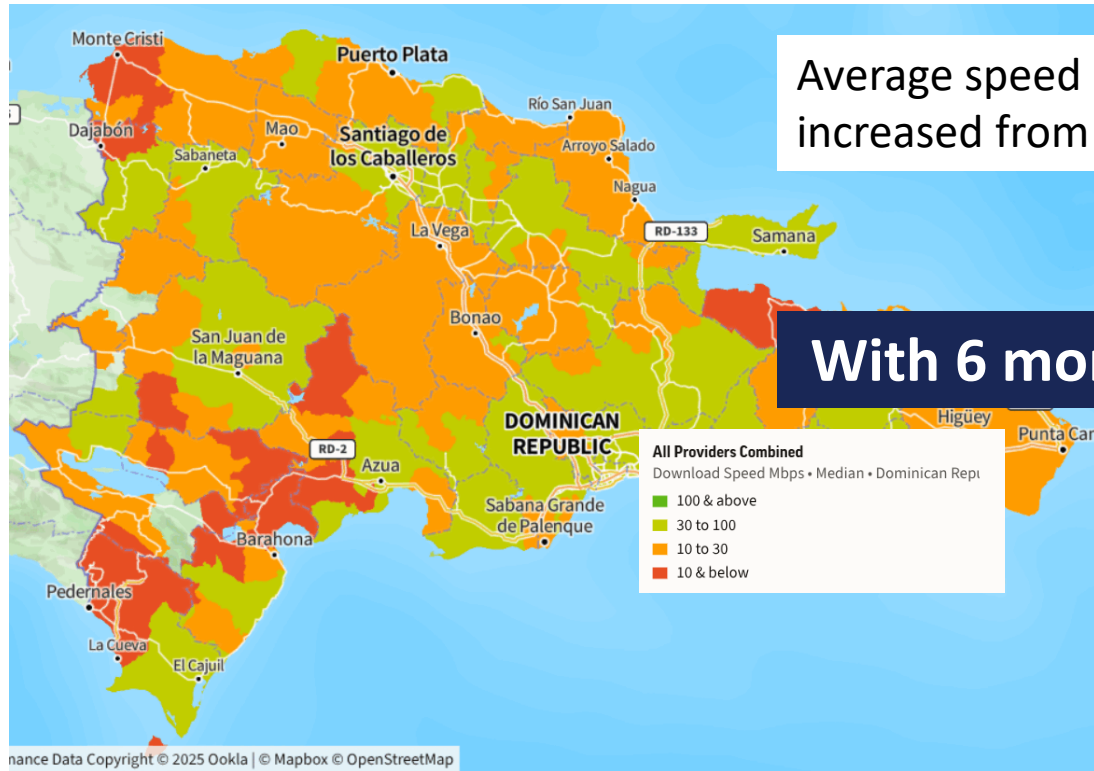 Monte Cristi
Puerto Plata
Average speed
increased from
Río San Juan
Dajabón
Mao
Santiago de
los Caballeros
Arroyo Salado
Sabaneta
Nagua
La Vega
RD-133
Samana
Bonao
San Juan de
la Maguana
With 6 mon
DOMINICAN
REPUBLIC
Higüey
Punta Can
RD-2
Azua
All Providers Combined
Download Speed Mbps • Median • Dominican Repu
100 & above
30 to 100
10 to 30
10 & below
Sabana Grande
de Palenque
Barahona
Pedernales
La Cueva
El Cajuil
mance Data Copyright © 2025 Ookla | © Mapbox © OpenStreetMap